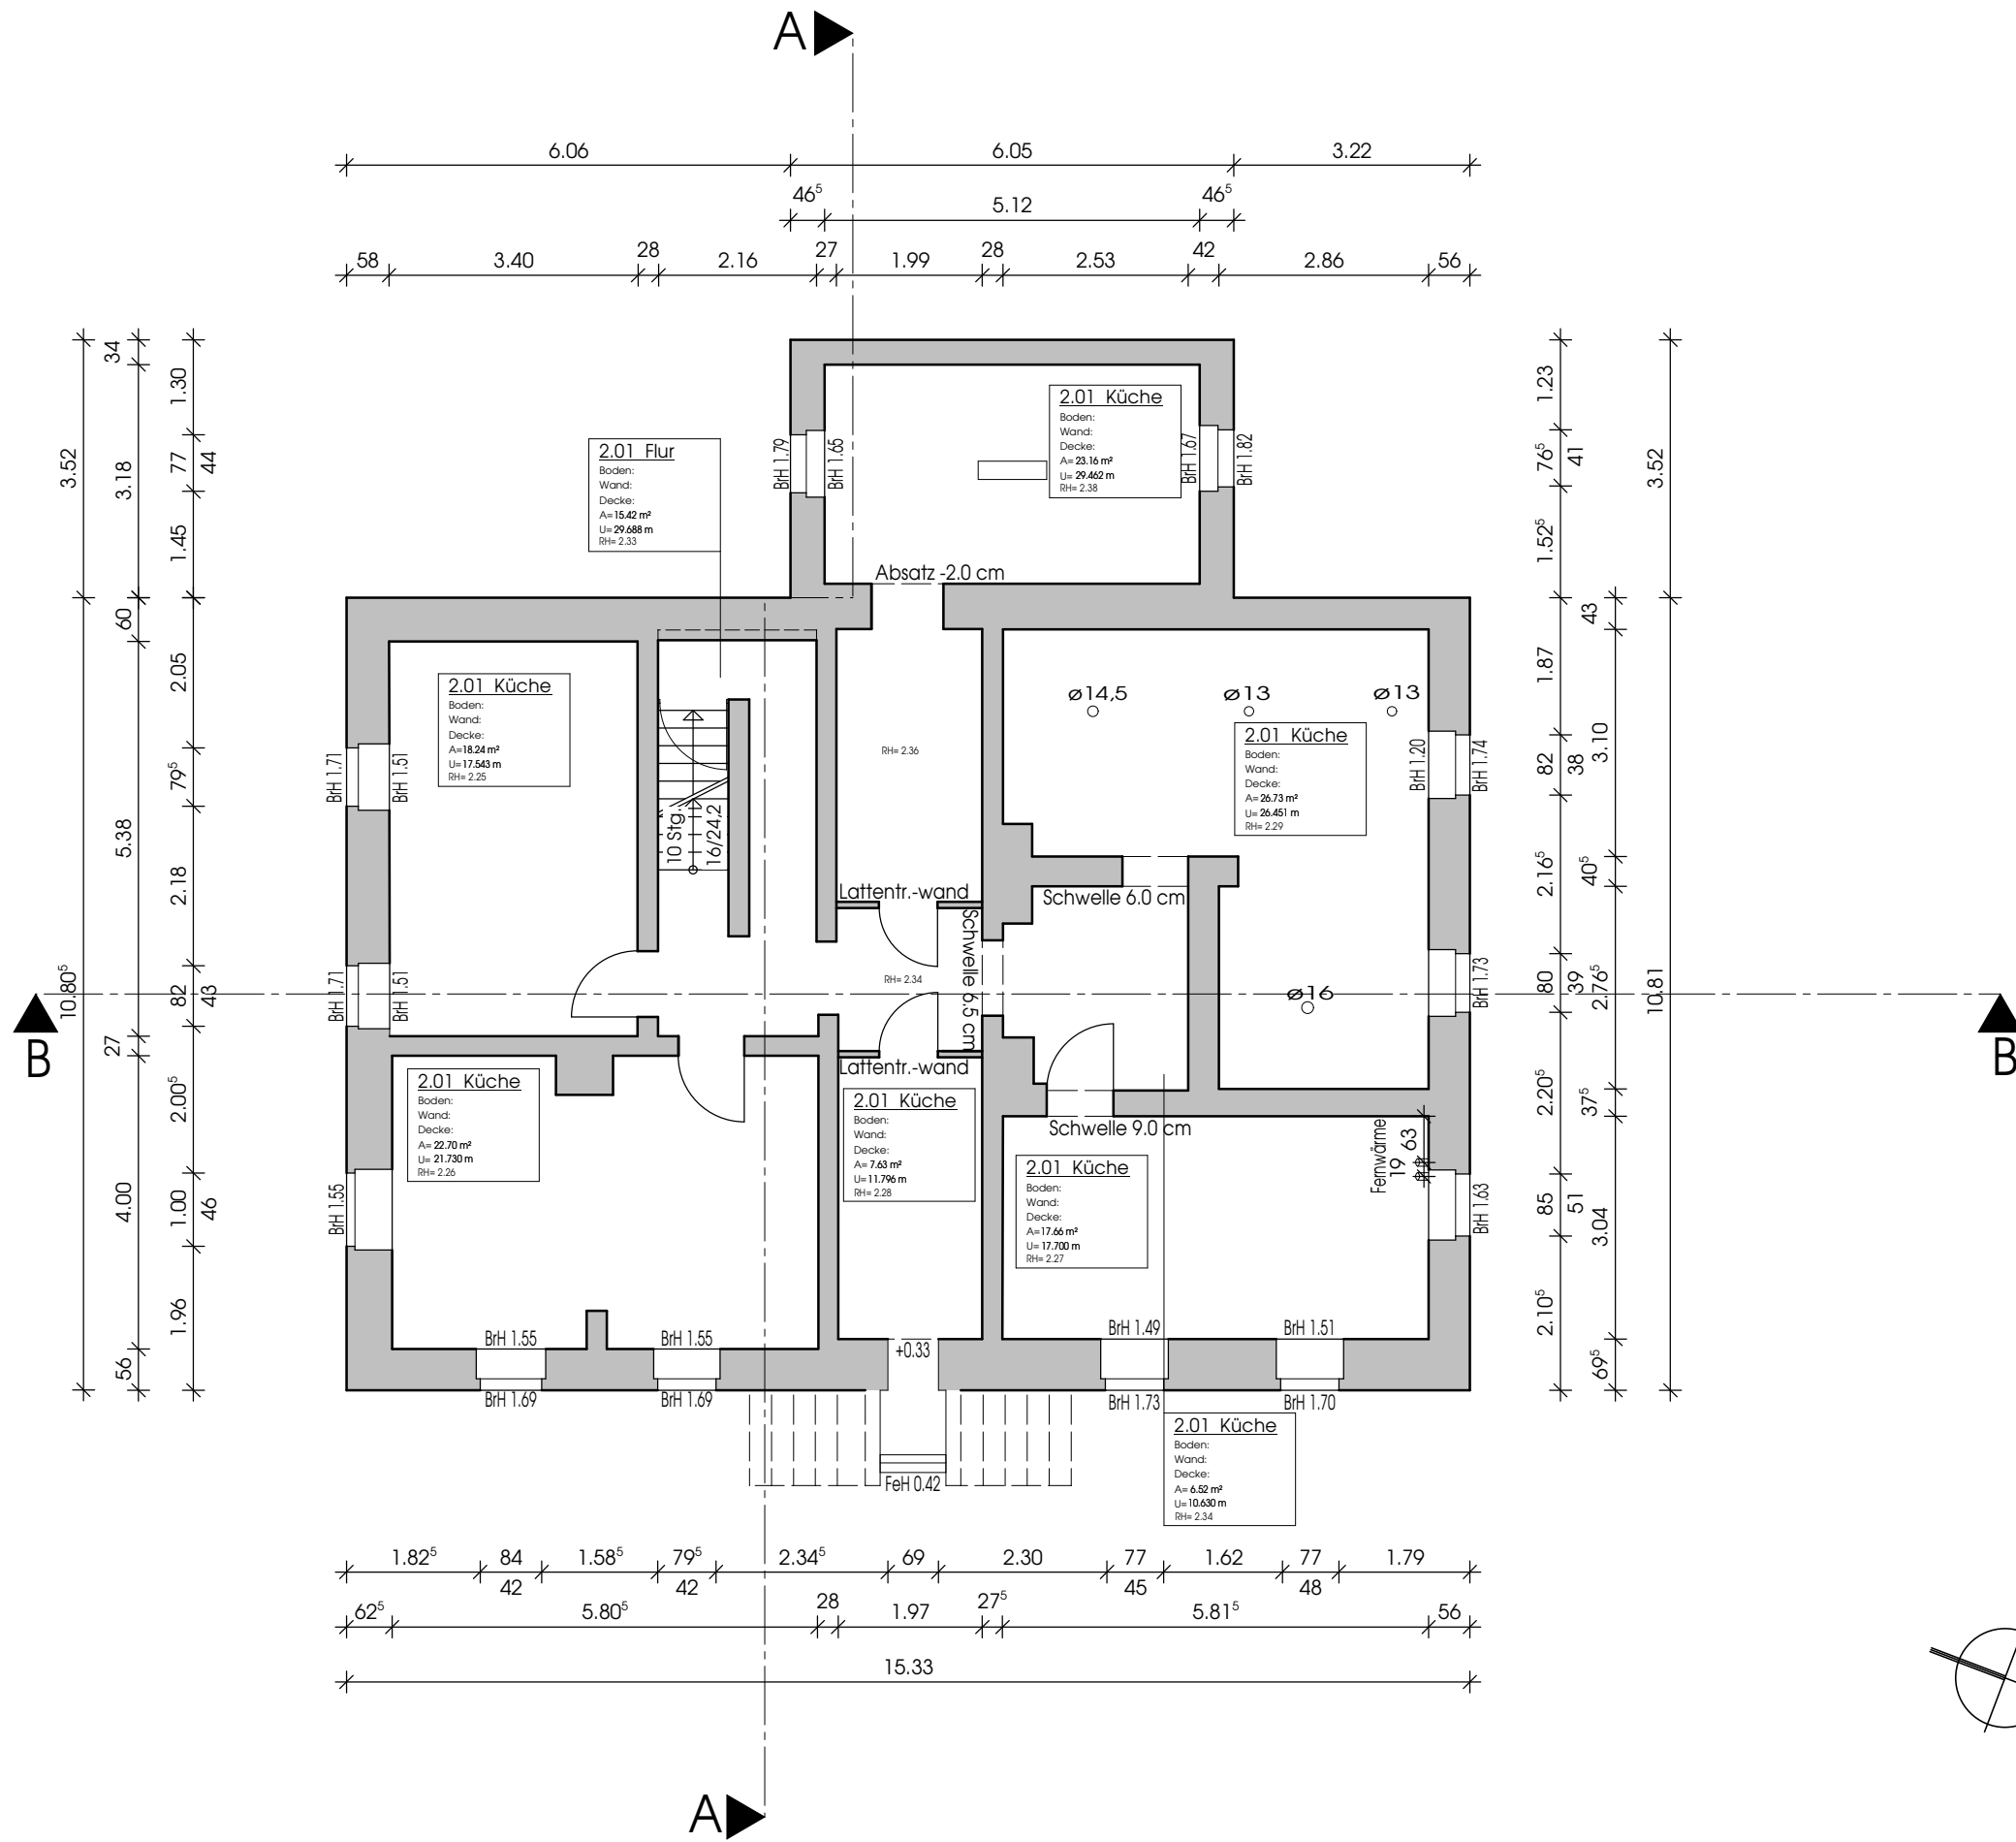 A
6.06
6.05
3.22
46⁵
5.12
46⁵
58
3.40
28
2.16
27
1.99
28
2.53
42
2.86
56
3.52
10.80⁵
34
3.18
60
5.38
27
4.00
56
1.30
77
44
1.45
2.05
79⁵
2.18
82
43
2.00⁵
1.00
46
1.96
2.01 Flur
Boden:
Wand:
Decke:
A= 15.42 m²
U= 29.688 m
RH= 2.33
BrH 1.79
BrH 1.65
2.01 Küche
Boden:
Wand:
Decke:
A= 23.16 m²
U= 29.462 m
RH= 2.38
BrH 1.67
BrH 1.82
Absatz -2.0 cm
2.01 Küche
Boden:
Wand:
Decke:
A= 18.24 m²
U= 17.543 m
RH= 2.25
BrH 1.71
BrH 1.51
BrH 1.71
BrH 1.51
10 Stg.
16/24,2
RH= 2.36
Lattentr.-wand
RH= 2.34
Schwelle 6.5 cm
Lattentr.-wand
ø14,5
ø13
ø13
2.01 Küche
Boden:
Wand:
Decke:
A= 26.73 m²
U= 26.451 m
RH= 2.29
BrH 1.20
BrH 1.74
Schwelle 6.0 cm
ø16
BrH 1.73
Schwelle 9.0 cm
2.01 Küche
Boden:
Wand:
Decke:
A= 22.70 m²
U= 21.730 m
RH= 2.26
BrH 1.55
BrH 1.55
BrH 1.55
BrH 1.69
BrH 1.69
2.01 Küche
Boden:
Wand:
Decke:
A= 7.63 m²
U= 11.796 m
RH= 2.28
+0.33
FeH 0.42
2.01 Küche
Boden:
Wand:
Decke:
A= 17.66 m²
U= 17.700 m
RH= 2.27
Fernwärme
19
63
BrH 1.63
BrH 1.49
BrH 1.51
BrH 1.73
BrH 1.70
2.01 Küche
Boden:
Wand:
Decke:
A= 6.52 m²
U= 10.630 m
RH= 2.34
1.23
76⁵
41
1.52⁵
1.87
82
38
2.16⁵
80
39
2.20⁵
85
51
2.10⁵
43
3.10
40⁵
2.76⁵
37⁵
3.04
69⁵
3.52
10.81
B
B
1.82⁵
84
42
1.58⁵
79⁵
42
2.34⁵
69
2.30
77
45
1.62
77
48
1.79
62⁵
5.80⁵
28
1.97
27⁵
5.81⁵
56
15.33
A